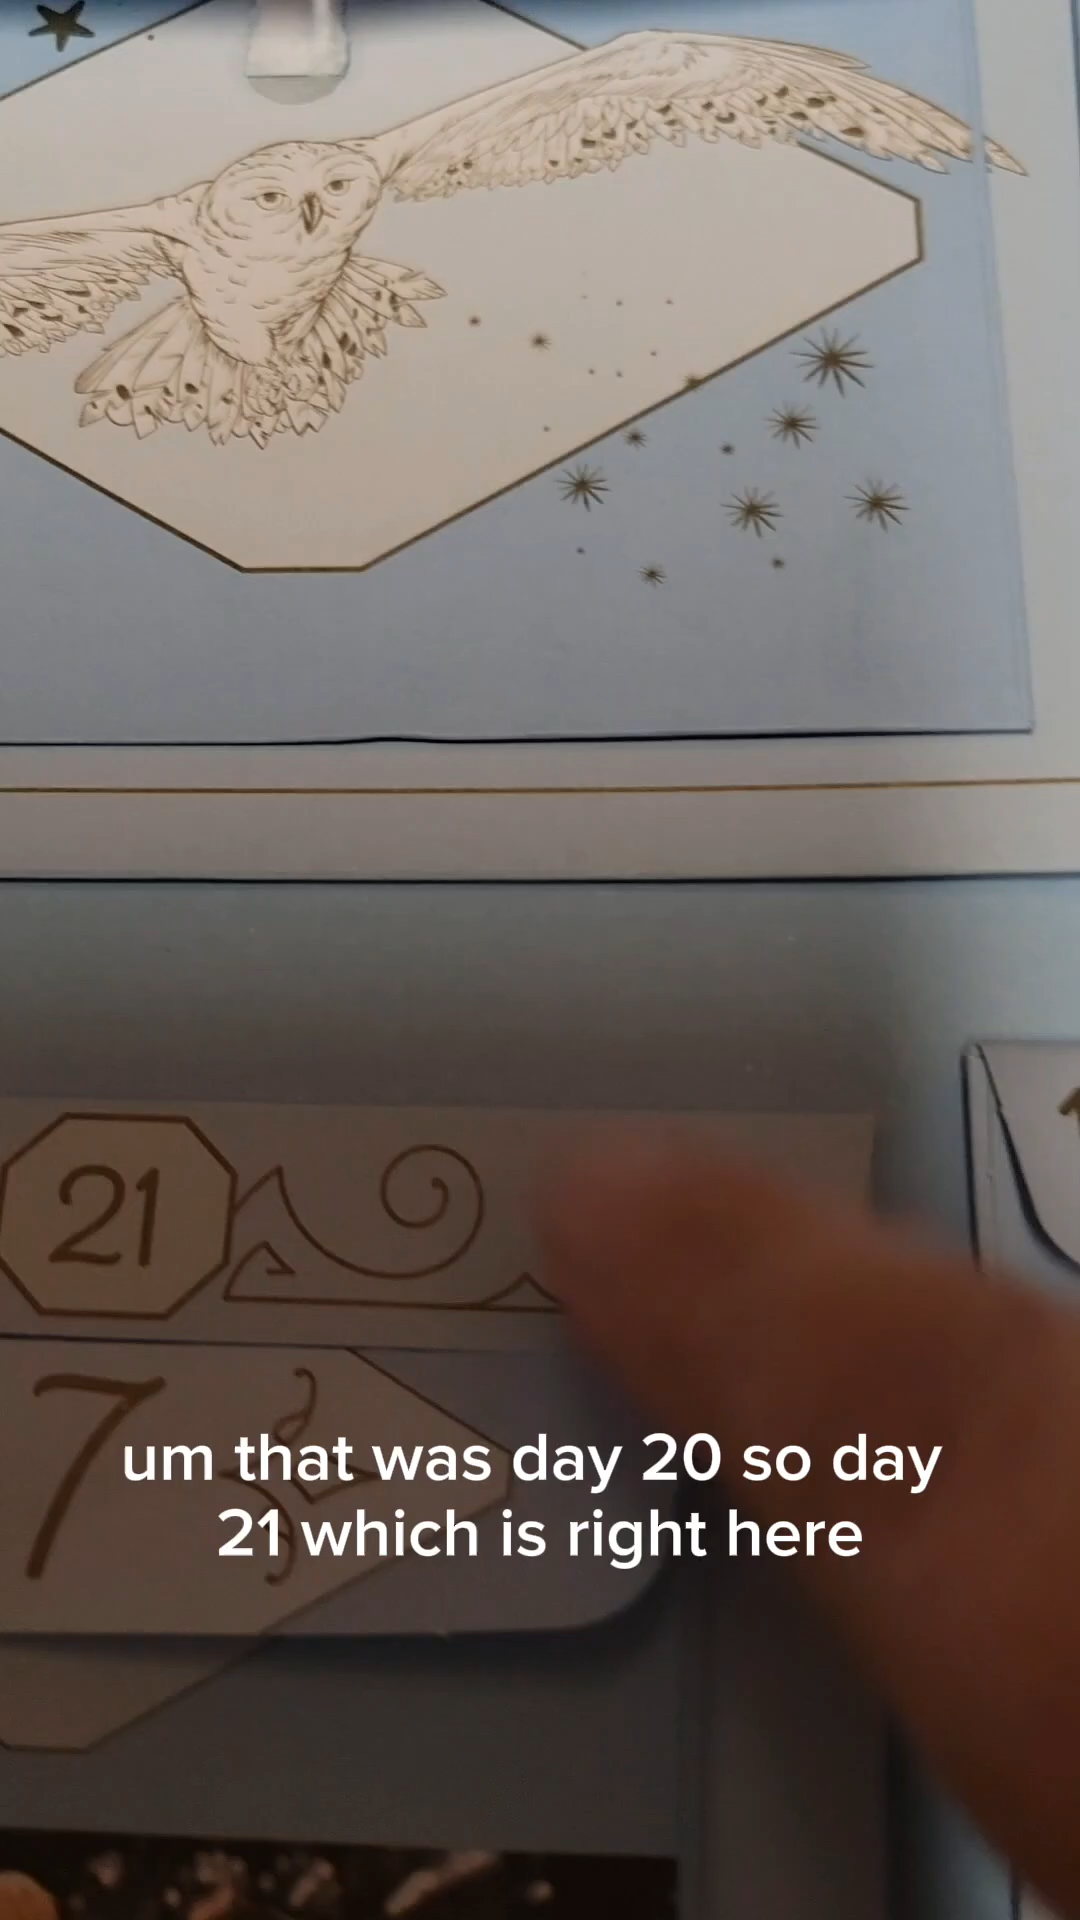 21
7
um that was day 20 so day
21 which is right here